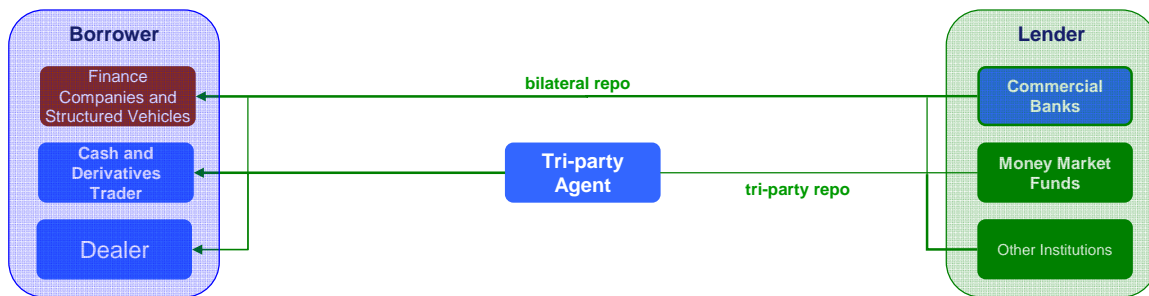 Borrower
Finance
Companies and
Structured Vehicles
Cash and
Derivatives
Trader
Dealer
bilateral repo
Tri-party
Agent
tri-party repo
Lender
Commercial
Banks
Money Market
Funds
Other Institutions